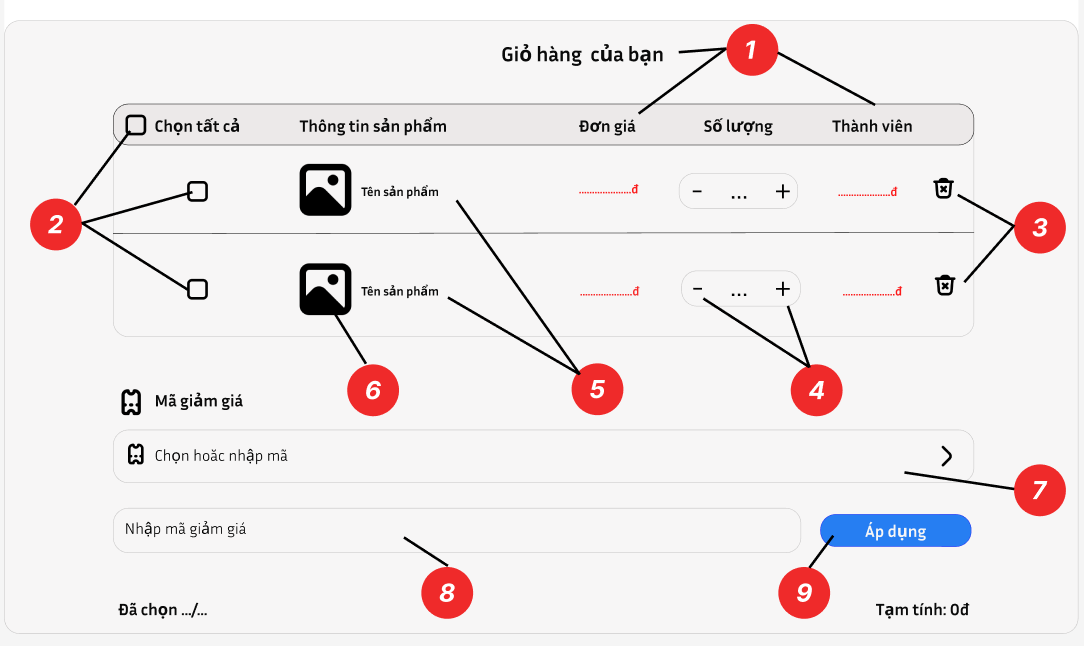 Giỏ hàng của bạn 1
Chọn tất cả Thông tin sản phẩm Đơn giá Số lượng Thành viên
Tên sản phẩm ...................đ − ... + ...................đ
2 3
Tên sản phẩm ...................đ − ... + ...................đ
6 5 4
Mã giảm giá
Chọn hoăc nhập mã
7
Nhập mã giảm giá Áp dụng
8 9
Đã chọn .../... Tạm tính: 0đ